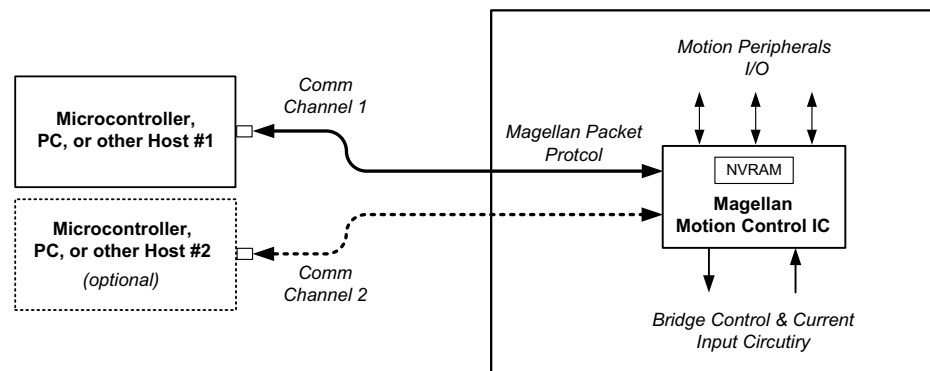 Microcontroller,
PC, or other Host #1
Comm
Channel 1
Microcontroller,
PC, or other Host #2
(optional)
Comm
Channel 2
Motion Peripherals
I/O
Magellan Packet
Protcol
NVRAM
Magellan
Motion Control IC
Bridge Control & Current
Input Circutiry